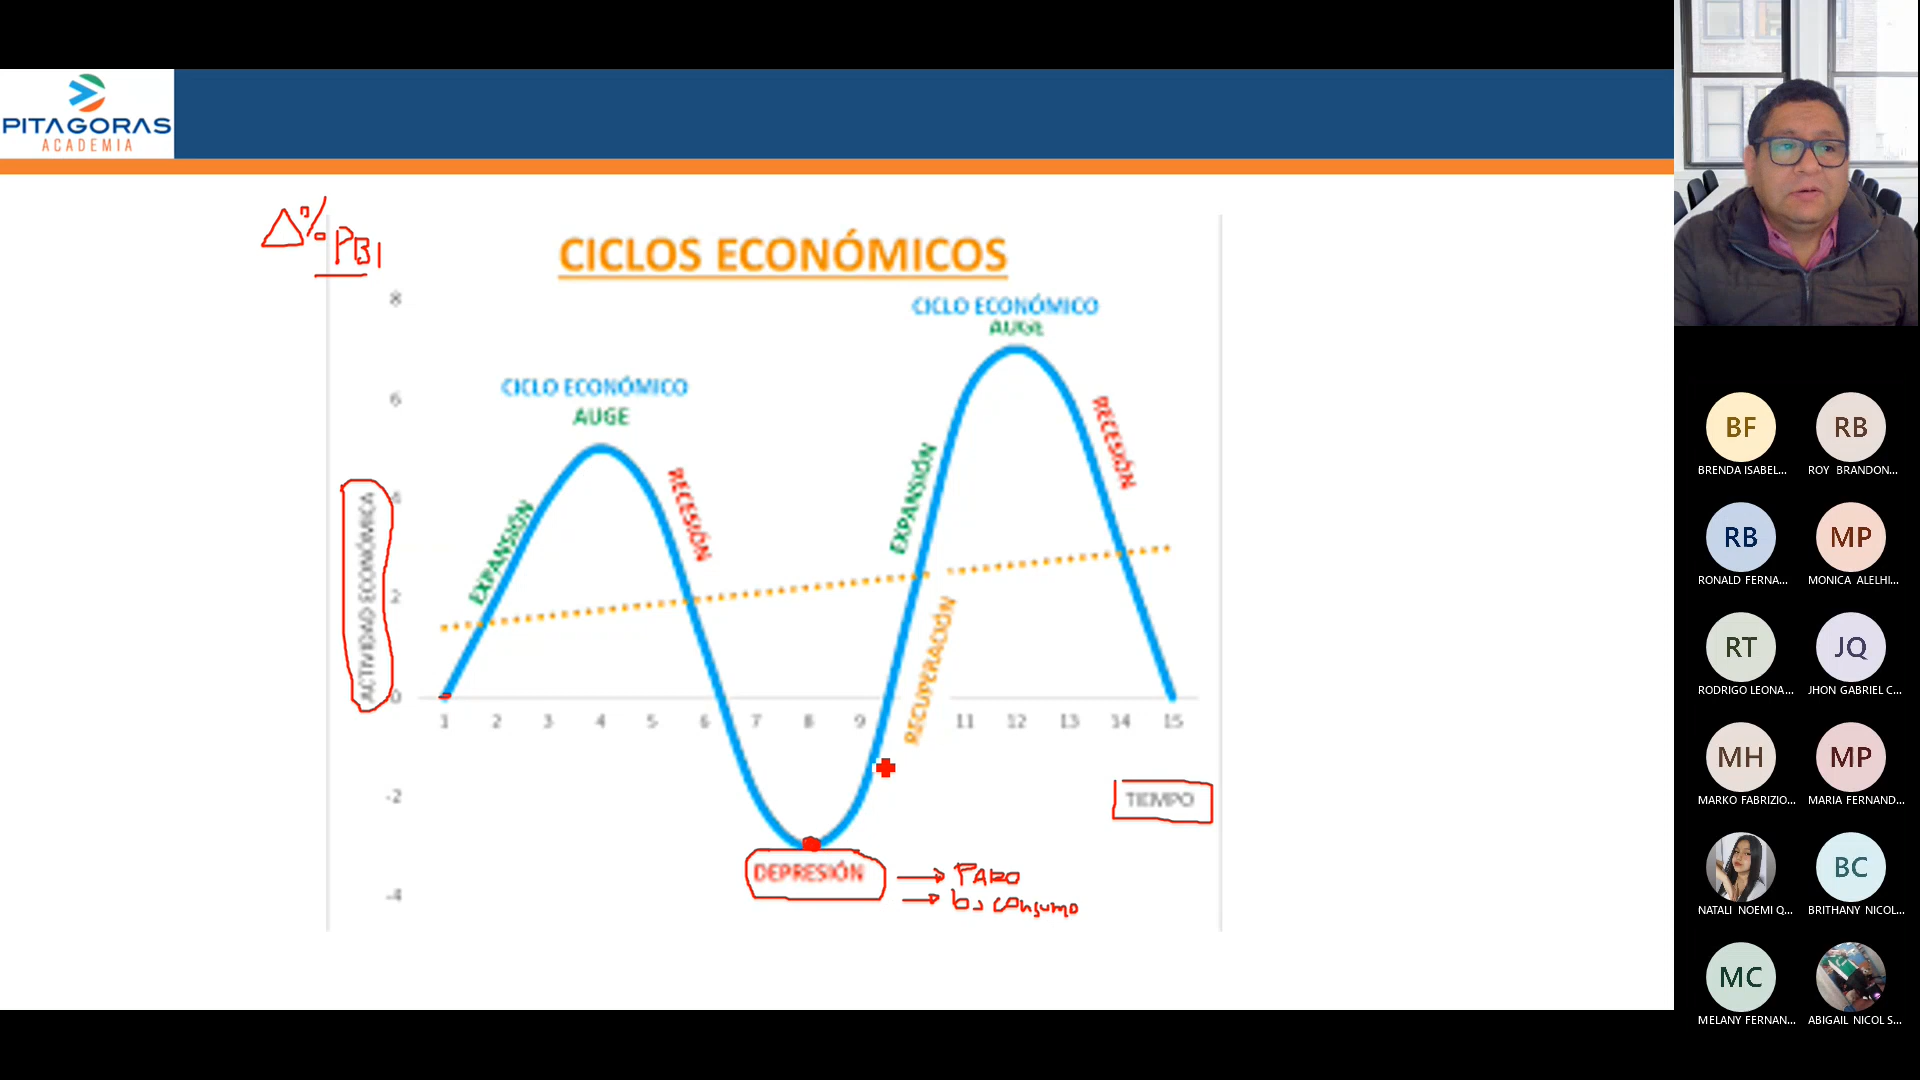 PITAGORAS
ACADEMIA
Δ% PBI
CICLOS ECONÓMICOS
CICLO ECONÓMICO
AUGE
CICLO ECONÓMICO
AUGE
EXPANSIÓN
RECESIÓN
EXPANSIÓN
RECUPERACIÓN
RECESIÓN
ACTIVIDAD ECONÓMICA
8
6
4
2
0
-2
-4
1 2 3 4 5 6 7 8 9 11 12 13 14 15
TIEMPO
DEPRESIÓN
→ PARO
→ b) consumo
BF
BRENDA ISABEL...
RB
ROY BRANDON...
RB
RONALD FERNA...
MP
MONICA ALELHI...
RT
RODRIGO LEONA...
JQ
JHON GABRIEL C...
MH
MARKO FABRIZIO...
MP
MARIA FERNAND...
NATALI NOEMI Q...
BC
BRITHANY NICOL...
MC
MELANY FERNAN...
ABIGAIL NICOL S...